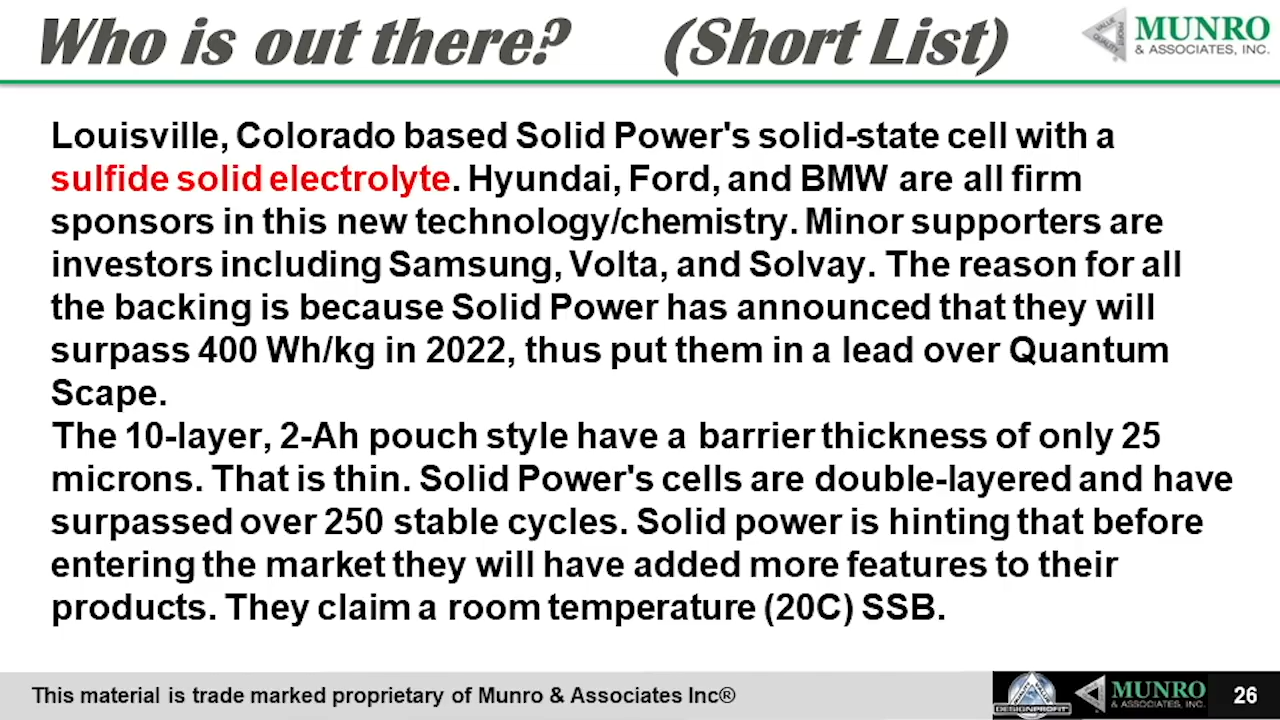 Who is out there? (Short List)
MUNRO
& ASSOCIATES, INC.
VALUE
QUALITY
Louisville, Colorado based Solid Power's solid-state cell with a
sulfide solid electrolyte. Hyundai, Ford, and BMW are all firm
sponsors in this new technology/chemistry. Minor supporters are
investors including Samsung, Volta, and Solvay. The reason for all
the backing is because Solid Power has announced that they will
surpass 400 Wh/kg in 2022, thus put them in a lead over Quantum
Scape.
The 10-layer, 2-Ah pouch style have a barrier thickness of only 25
microns. That is thin. Solid Power's cells are double-layered and have
surpassed over 250 stable cycles. Solid power is hinting that before
entering the market they will have added more features to their
products. They claim a room temperature (20C) SSB.
This material is trade marked proprietary of Munro & Associates Inc®
DESIGNPROFIT
MUNRO
& ASSOCIATES, INC.
26